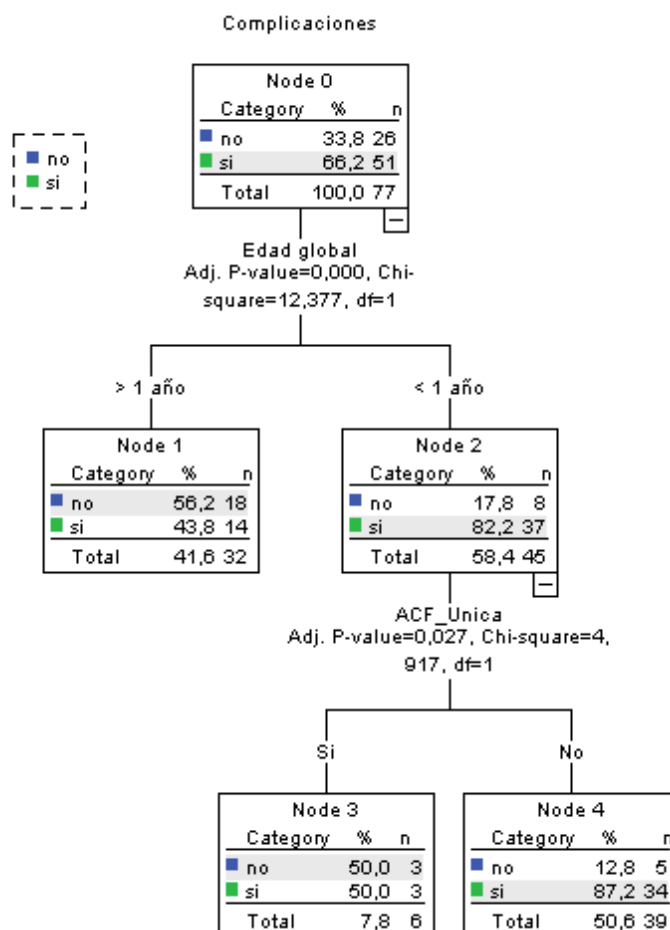 Complicaciones
no
si
Node 0
Category % n
no 33,8 26
si 66,2 51
Total 100,0 77
Edad global
Adj. P-value=0,000, Chi-
square=12,377, df=1
> 1 año
< 1 año
Node 1
Category % n
no 56,2 18
si 43,8 14
Total 41,6 32
Node 2
Category % n
no 17,8 8
si 82,2 37
Total 58,4 45
ACF_Unica
Adj. P-value=0,027, Chi-square=4,
917, df=1
Si
No
Node 3
Category % n
no 50,0 3
si 50,0 3
Total 7,8 6
Node 4
Category % n
no 12,8 5
si 87,2 34
Total 50,6 39